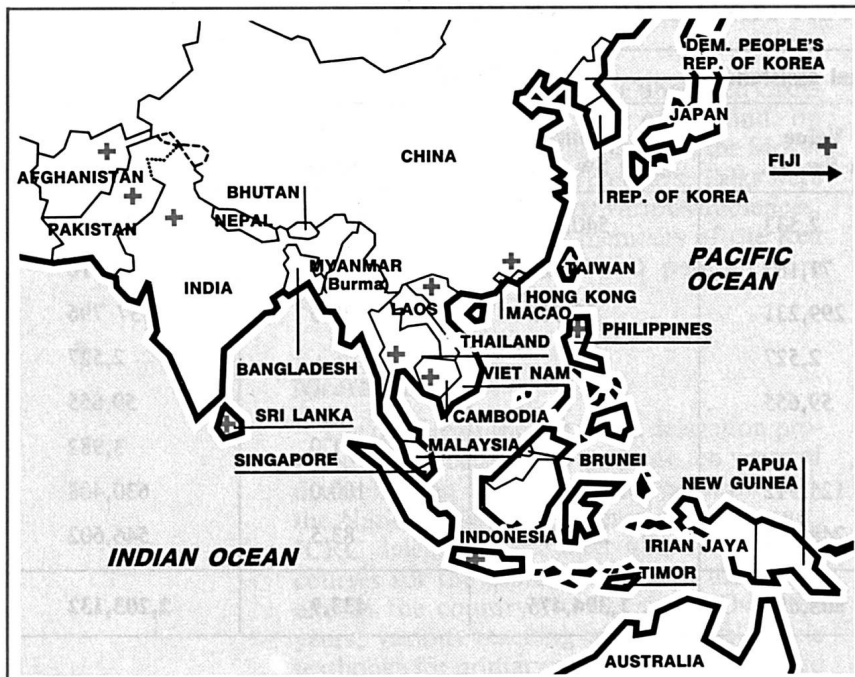 DEM. PEOPLE'S
REP. OF KOREA
JAPAN
CHINA
FIJI
AFGHANISTAN
BHUTAN
REP. OF KOREA
NEPAL
PAKISTAN
PACIFIC
OCEAN
MYANMAR
(Burma)
TAIWAN
INDIA
HONG KONG
LAOS
MACAO
PHILIPPINES
THAILAND
BANGLADESH
VIET NAM
SRI LANKA
CAMBODIA
MALAYSIA
SINGAPORE
BRUNEI
PAPUA
NEW GUINEA
INDONESIA
INDIAN OCEAN
IRIAN JAYA
TIMOR
AUSTRALIA